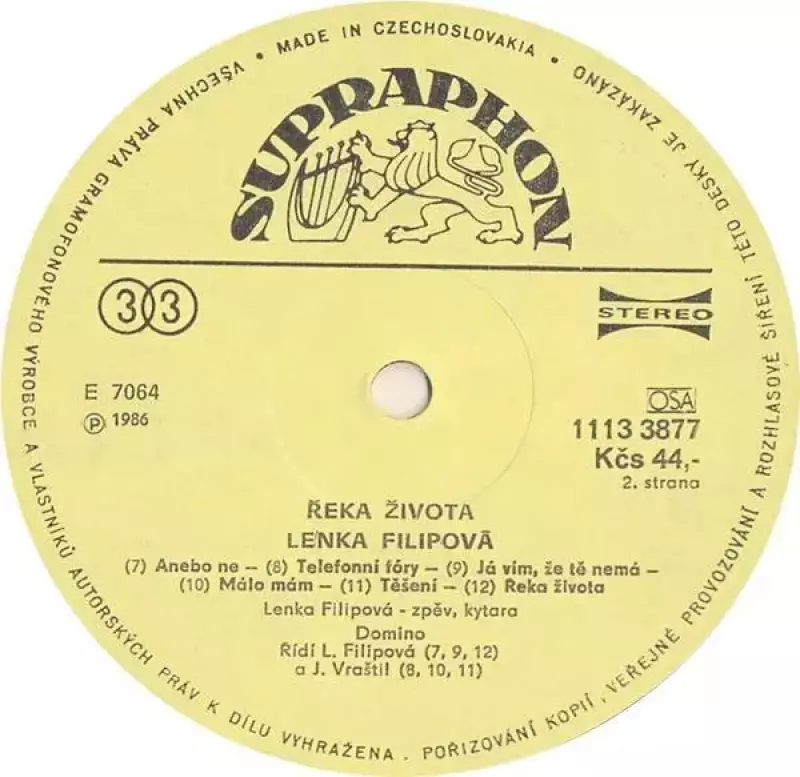 • MADE IN CZECHOSLOVAKIA •
VŠECHNA PRÁVA GRAMOFONOVÉHO VÝROBCE A VLASTNÍKŮ AUTORSKÝCH PRÁV K DÍLU VYHRAŽENA. POŘIZOVÁNÍ KOPIÍ, VEŘEJNÉ PROVOZOVÁNÍ A ROZHLASOVÉ ŠÍŘENÍ TÉTO DESKY JE ZAKÁZÁNO
SUPRAPHON
33
STEREO
E 7064
Ⓟ 1986
OSA
1113 3877
Kčs 44,-
2. strana
ŘEKA ŽIVOTA
LENKA FILIPOVÁ
(7) Anebo ne – (8) Telefonní fóry – (9) Já vím, že tě nemá –
(10) Málo mám – (11) Těšení – (12) Řeka života
Lenka Filipová - zpěv, kytara
Domino
Řídí L. Filipová (7, 9, 12)
a J. Vraštil (8, 10, 11)